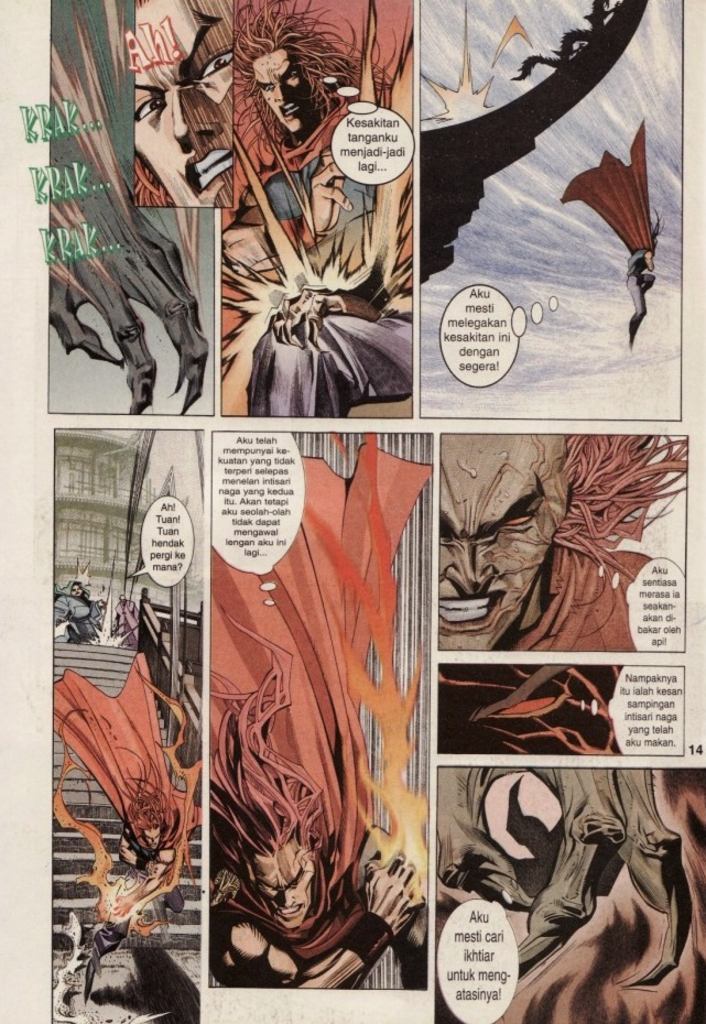 Ah!
KRAK...
KRAK...
KRAK...
Kesakitan
tanganku
menjadi-jadi
lagi...
Aku
mesti
melegakan
kesakitan ini
dengan
segera!
Ah!
Tuan!
Tuan
hendak
pergi ke
mana?
Aku telah
mempunyai ke-
kuatan yang tidak
terperi selepas
menelan intisari
naga yang kedua
itu. Akan tetapi
aku seolah-olah
tidak dapat
mengawal
lengan aku ini
lagi...
Aku
sentiasa
merasa ia
seakan-
akan di-
bakar oleh
api!
Nampaknya
itu ialah kesan
sampingan
intisari naga
yang telah
aku makan.
14
Aku
mesti cari
ikhtiar
untuk meng-
atasinya!